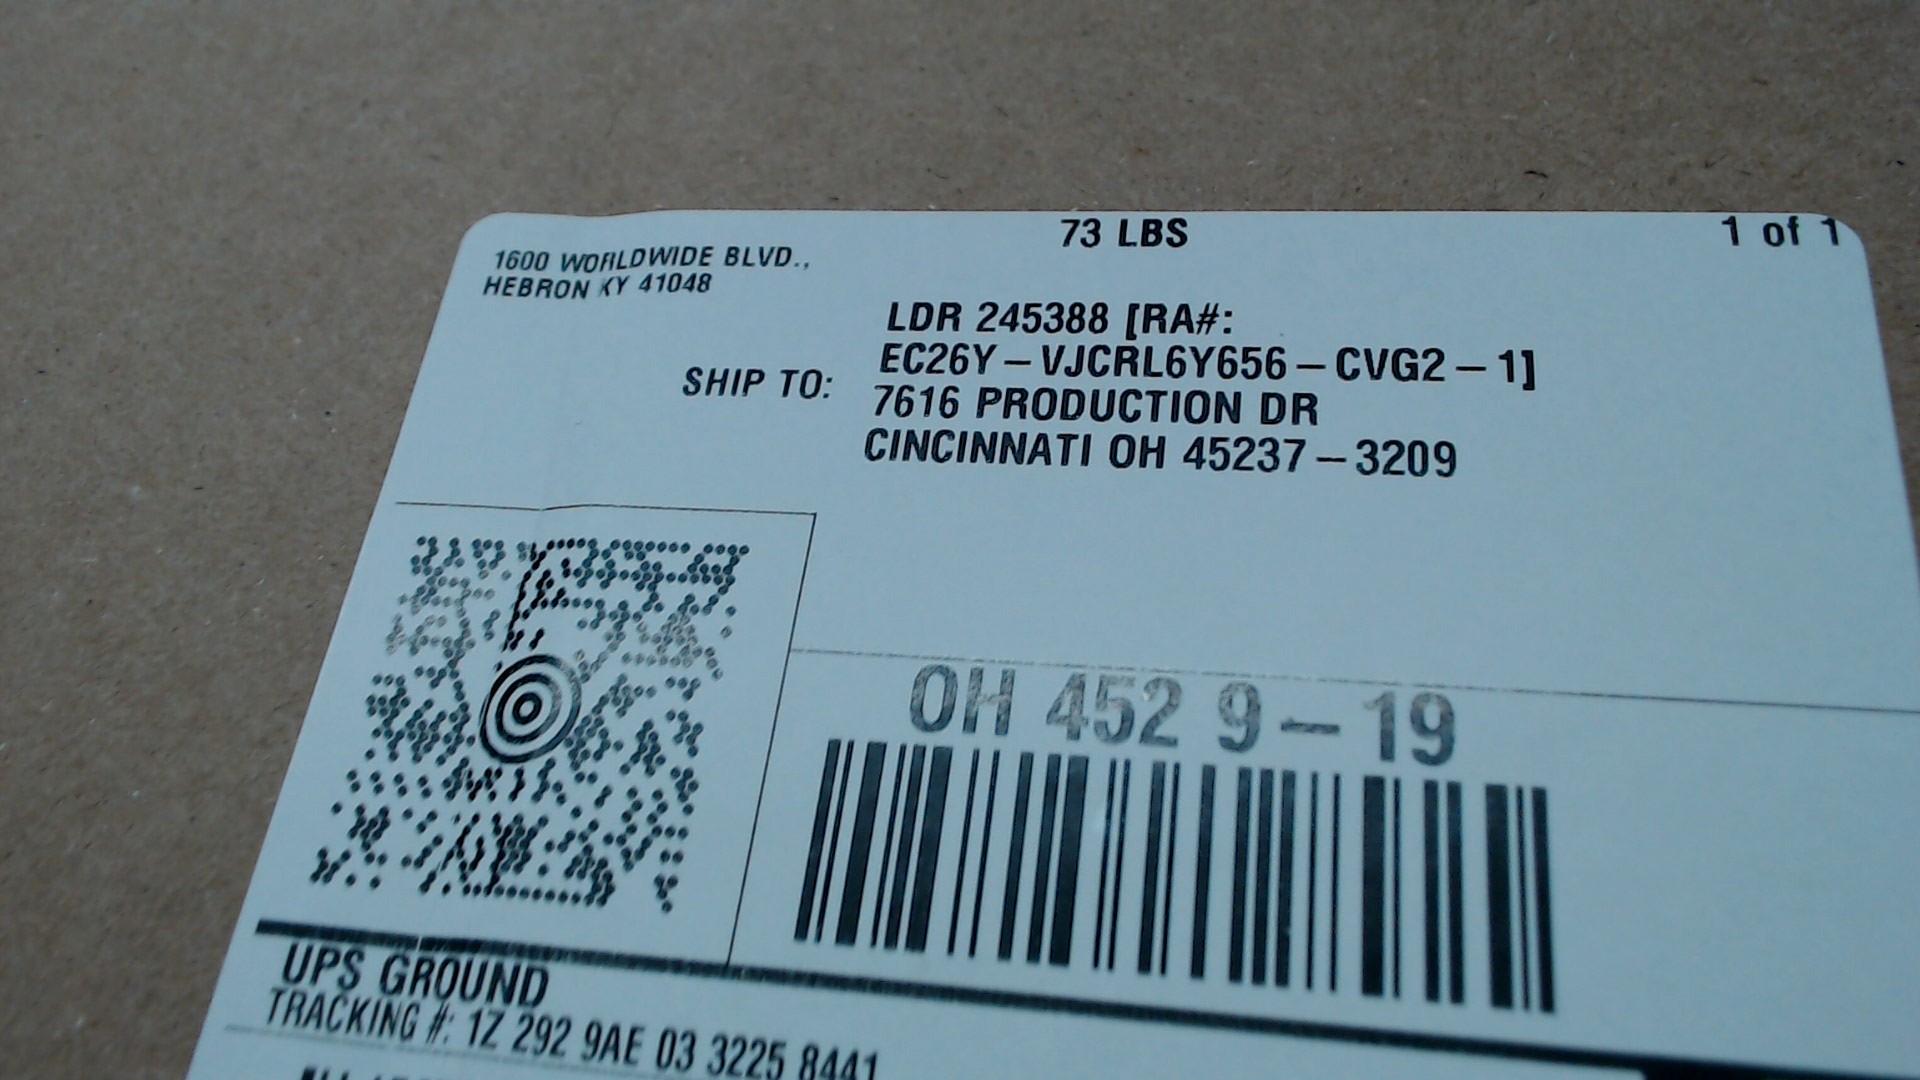 73 LBS
1 of 1
1600 WORLDWIDE BLVD.,
HEBRON KY 41048
LDR 245388 [RA#:
EC26Y-VJCRL6Y656-CVG2-1]
SHIP TO:
7616 PRODUCTION DR
CINCINNATI OH 45237-3209
OH 452 9-19
UPS GROUND
TRACKING #: 1Z 292 9AE 03 3225 8441